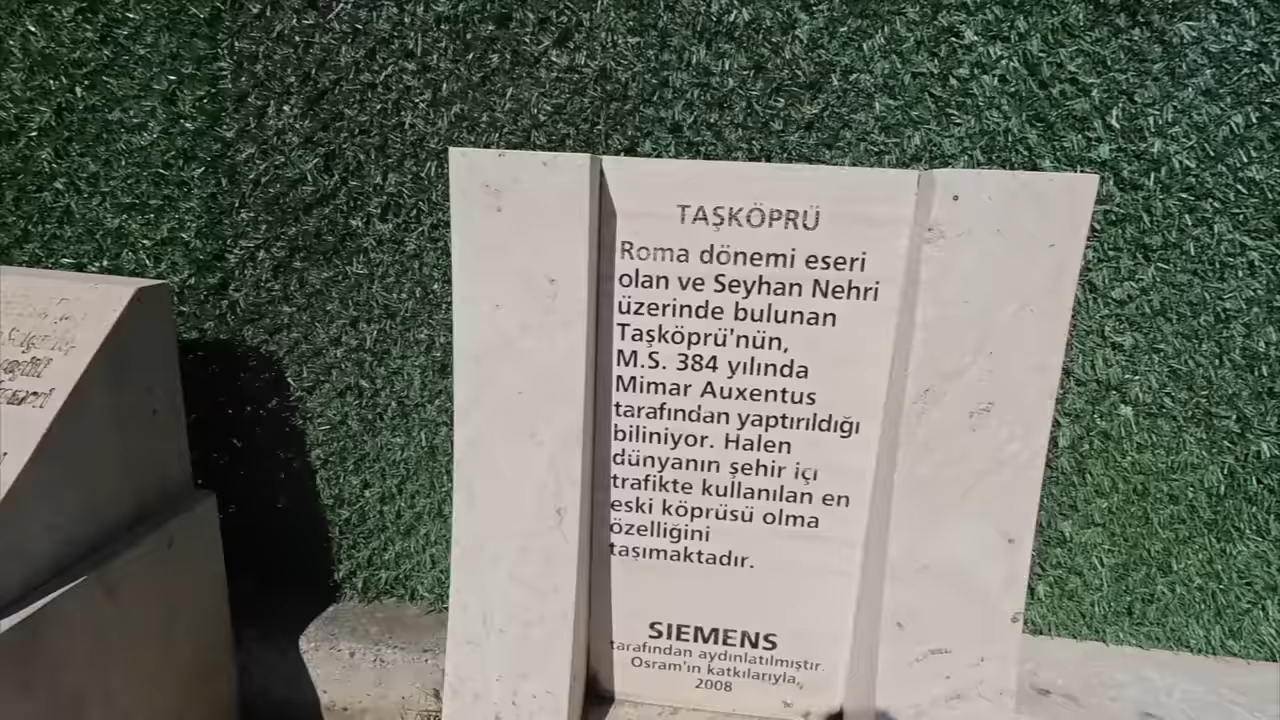 TAŞKÖPRÜ
Roma dönemi eseri
olan ve Seyhan Nehri
üzerinde bulunan
Taşköprü'nün,
M.S. 384 yılında
Mimar Auxentus
tarafından yaptırıldığı
biliniyor. Halen
dünyanın şehir içi
trafikte kullanılan en
eski köprüsü olma
özelliğini
taşımaktadır.
SIEMENS
tarafından aydınlatılmıştır.
Osram'ın katkılarıyla,
2008